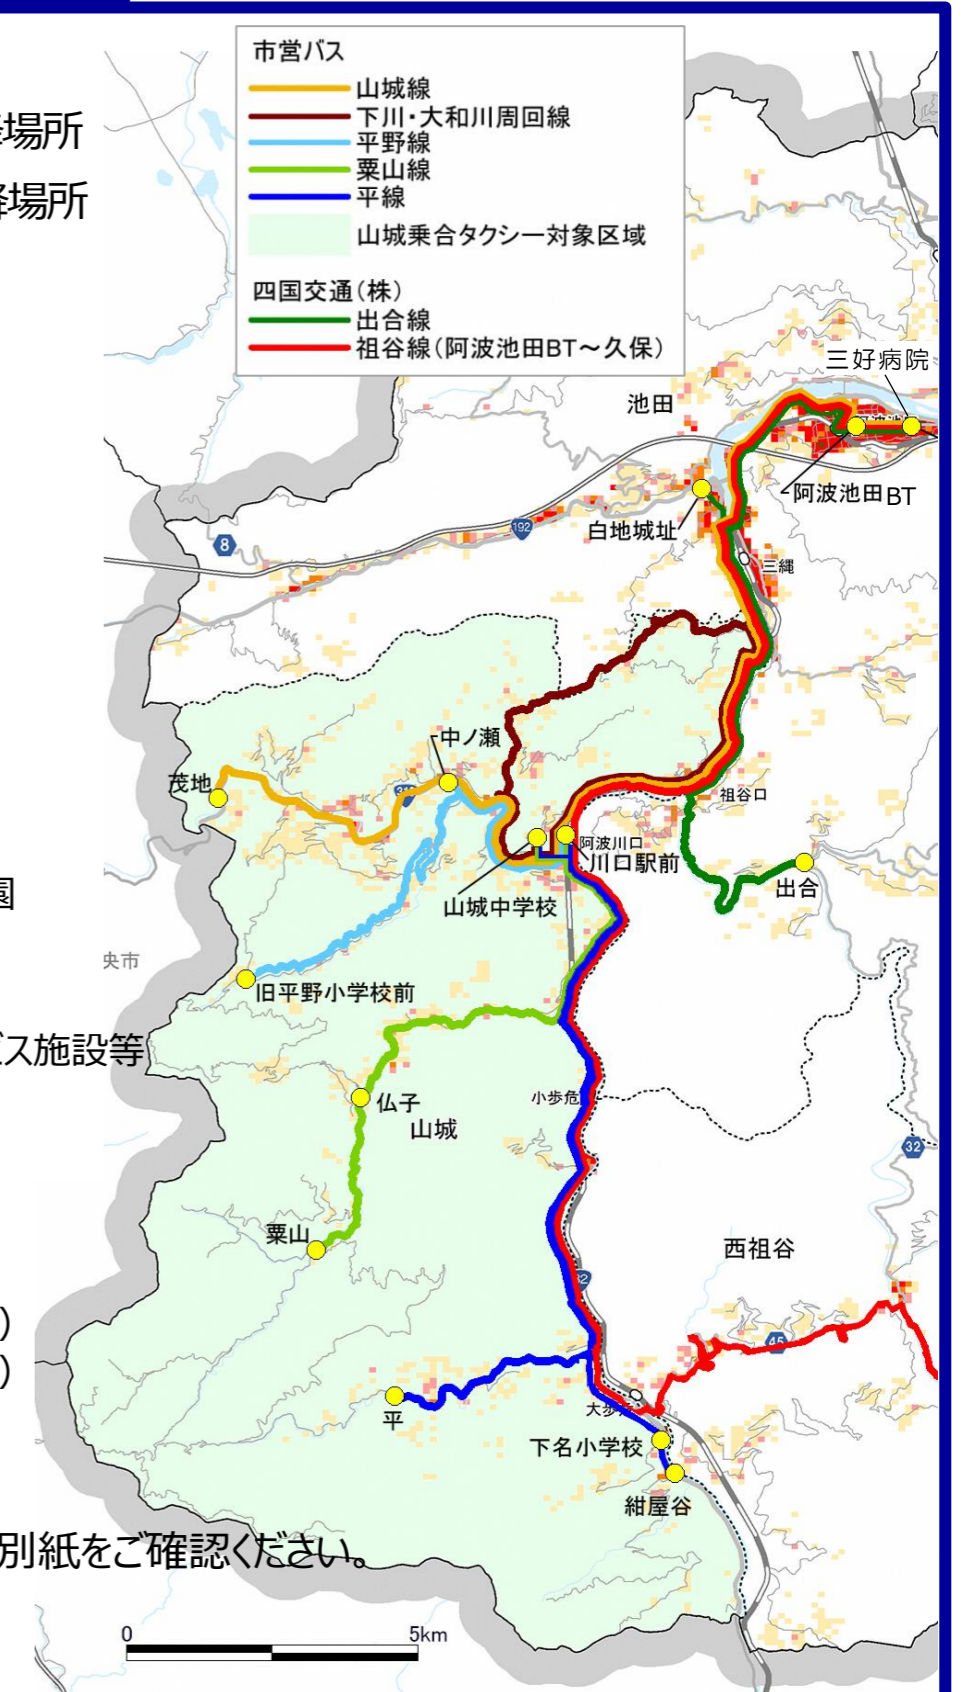 市営バス
山城線
下川・大和川周回線
平野線
粟山線
平線
山城乗合タクシー対象区域
四国交通(株)
出合線
祖谷線(阿波池田BT～久保)
場所
場所
三好病院
池田
阿波池田BT
白地城址
192
8
三縄
中ノ瀬
茂地
祖谷口
阿波川口
川口駅前
出合
山城中学校
園
央市
旧平野小学校前
ビス施設等
小歩危
仏子
山城
32
粟山
西祖谷
)
45
)
平
大歩
下名小学校
紺屋谷
別紙をご確認ください。
0 5km